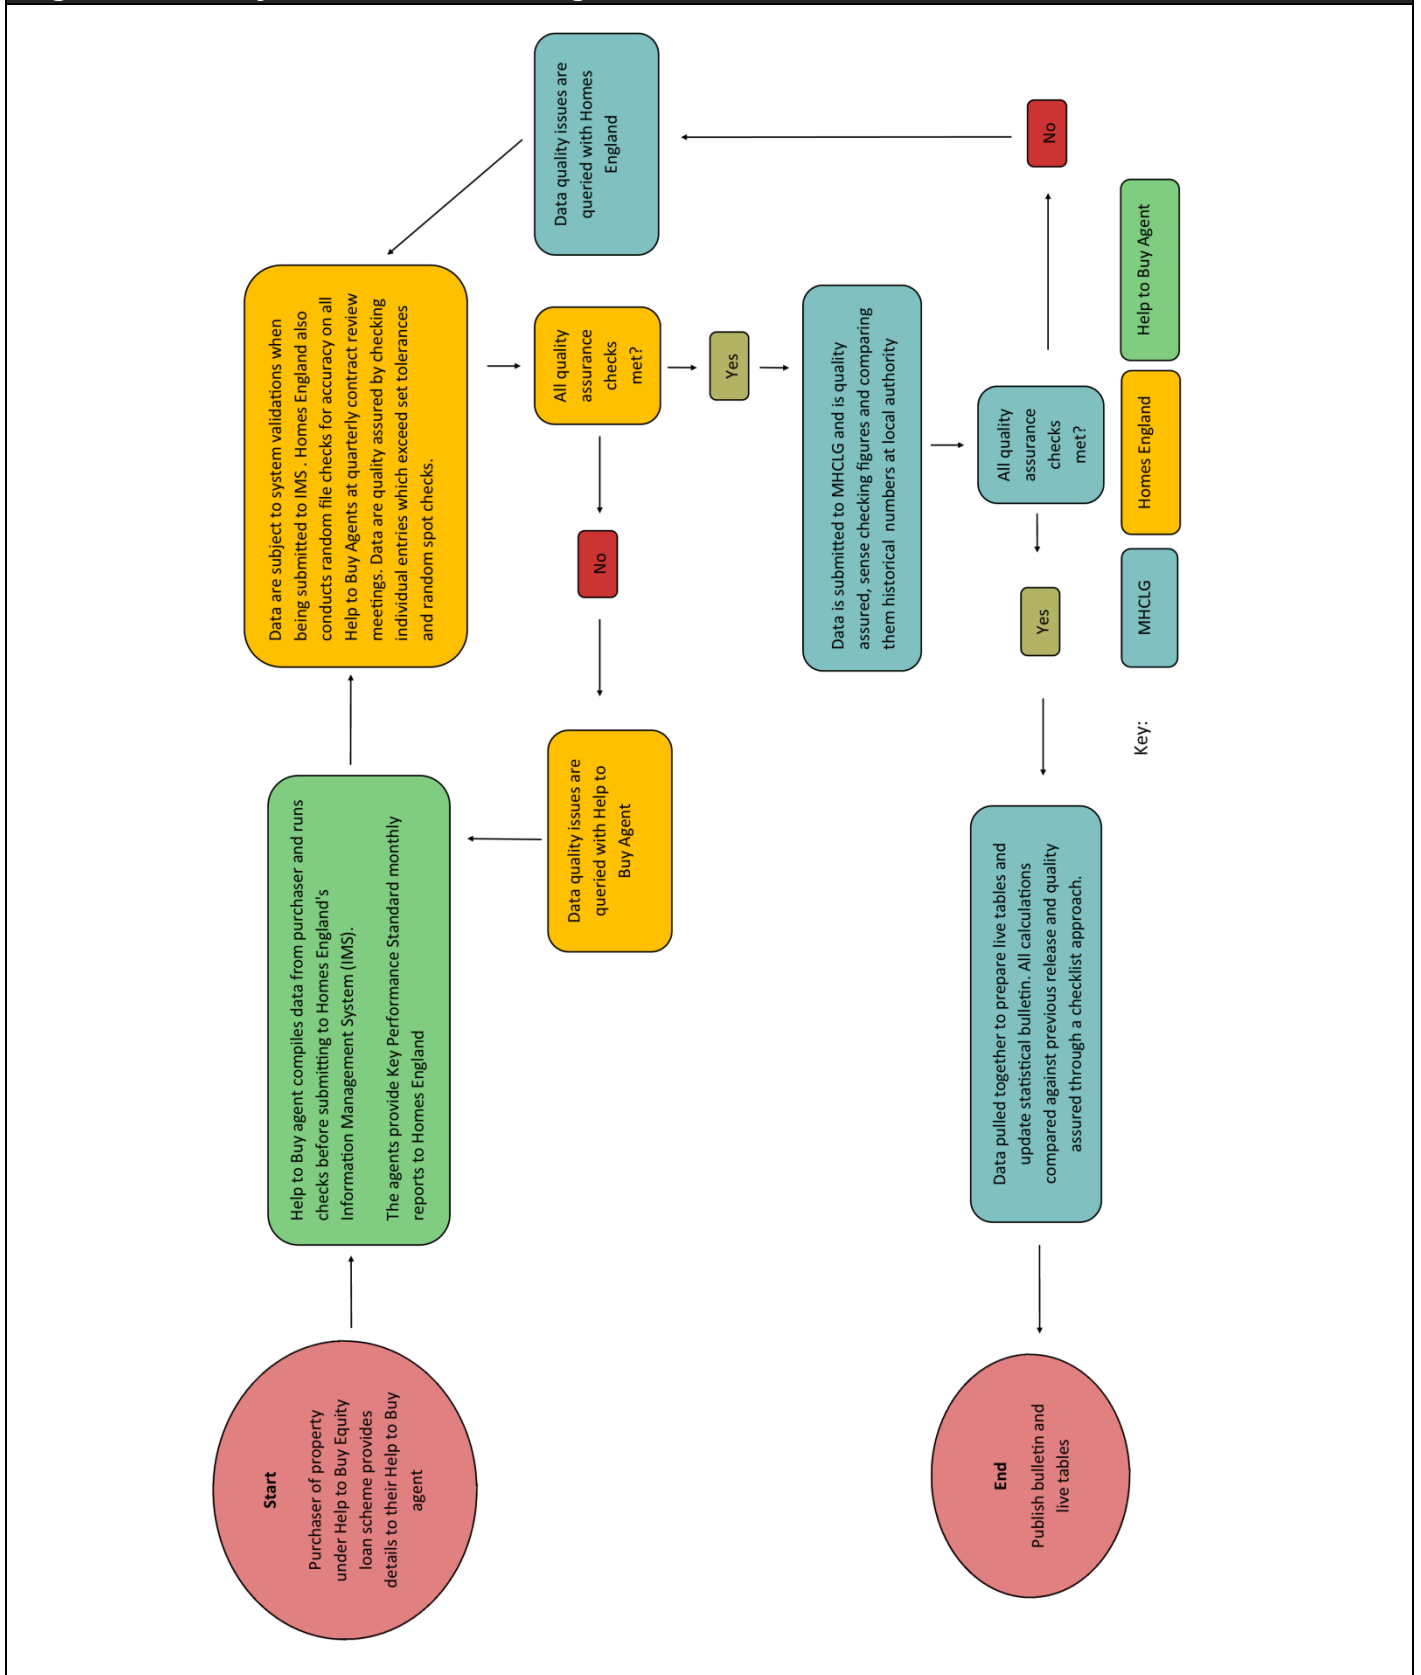 Start
Purchaser of property
under Help to Buy Equity
loan scheme provides
details to their Help to Buy
agent
Help to Buy agent compiles data from purchaser and runs
checks before submitting to Homes England's
Information Management System (IMS).
The agents provide Key Performance Standard monthly
reports to Homes England
Data are subject to system validations when
being submitted to IMS . Homes England also
conducts random file checks for accuracy on all
Help to Buy Agents at quarterly contract review
meetings. Data are quality assured by checking
individual entries which exceed set tolerances
and random spot checks.
Data quality issues are
queried with Homes
England
All quality
assurance
checks
met?
No
Data quality issues are
queried with Help to
Buy Agent
Yes
Data is submitted to MHCLG and is quality
assured, sense checking figures and comparing
them historical numbers at local authority
All quality
assurance
checks
met?
No
Yes
Data pulled together to prepare live tables and
update statistical bulletin. All calculations
compared against previous release and quality
assured through a checklist approach.
End
Publish bulletin and
live tables
Key:
MHCLG
Homes England
Help to Buy Agent